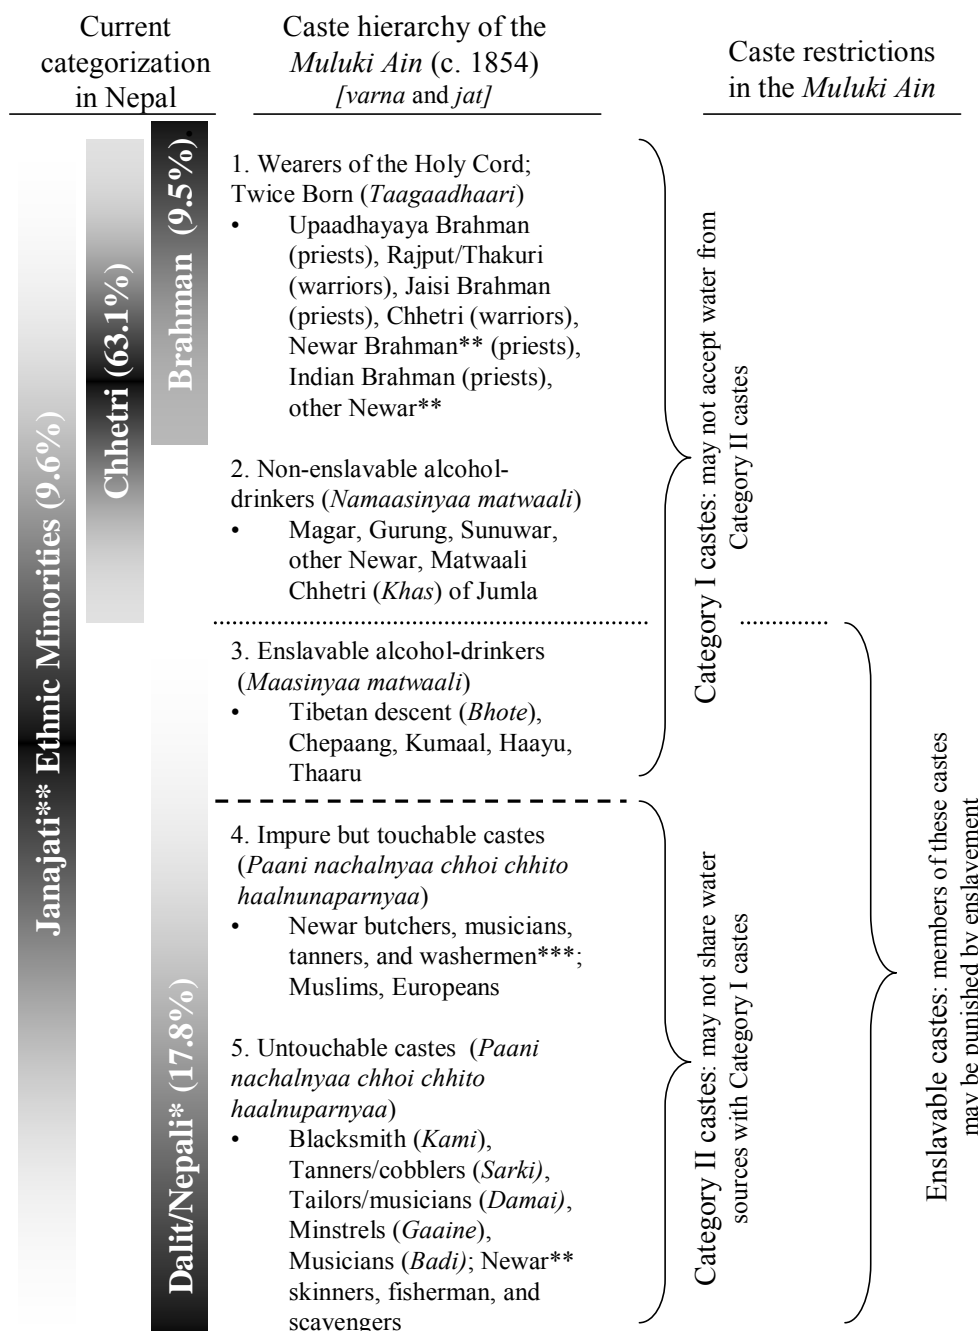 Current
categorization
in Nepal
Caste hierarchy of the
Muluki Ain (c. 1854)
[varna and jat]
Caste restrictions
in the Muluki Ain
Janajati** Ethnic Minorities (9.6%)
Chhetri (63.1%)
Brahman (9.5%).
Dalit/Nepali* (17.8%)
1. Wearers of the Holy Cord;
Twice Born (Taagaadhaari)
• Upaadhayaya Brahman
(priests), Rajput/Thakuri
(warriors), Jaisi Brahman
(priests), Chhetri (warriors),
Newar Brahman** (priests),
Indian Brahman (priests),
other Newar**
2. Non-enslavable alcohol-
drinkers (Namaasinyaa matwaali)
• Magar, Gurung, Sunuwar,
other Newar, Matwaali
Chhetri (Khas) of Jumla
3. Enslavable alcohol-drinkers
(Maasinyaa matwaali)
• Tibetan descent (Bhote),
Chepaang, Kumaal, Haayu,
Thaaru
4. Impure but touchable castes
(Paani nachalnyaa chhoi chhito
haalnunaparnyaa)
• Newar butchers, musicians,
tanners, and washermen***;
Muslims, Europeans
5. Untouchable castes (Paani
nachalnyaa chhoi chhito
haalnuparnyaa)
• Blacksmith (Kami),
Tanners/cobblers (Sarki),
Tailors/musicians (Damai),
Minstrels (Gaaine),
Musicians (Badi); Newar**
skinners, fisherman, and
scavengers
Category I castes: may not accept water from
Category II castes
Category II castes: may not share water
sources with Category I castes
Enslavable castes: members of these castes
may be punished by enslavement